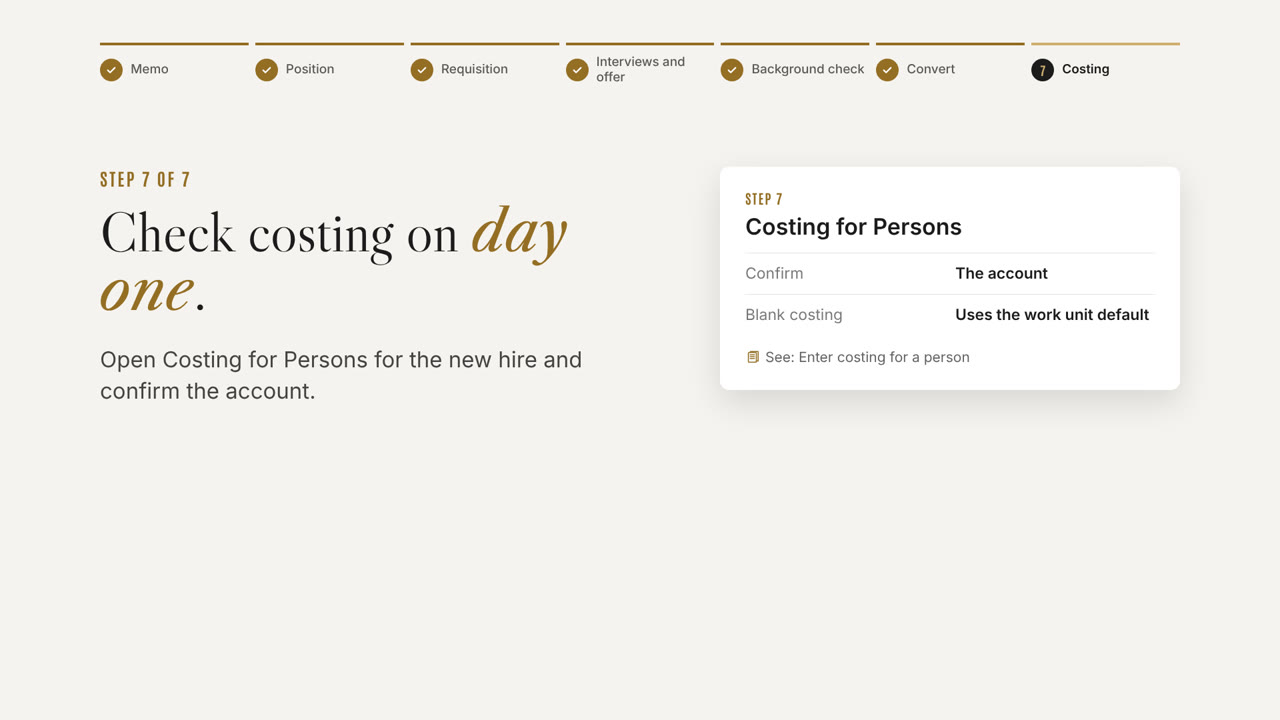 Memo
Position
Requisition
Interviews and
offer
Background check
Convert
7
Costing
STEP 7 OF 7
Check costing on day
one.
Open Costing for Persons for the new hire and
confirm the account.
STEP 7
Costing for Persons
Confirm The account
Blank costing Uses the work unit default
See: Enter costing for a person